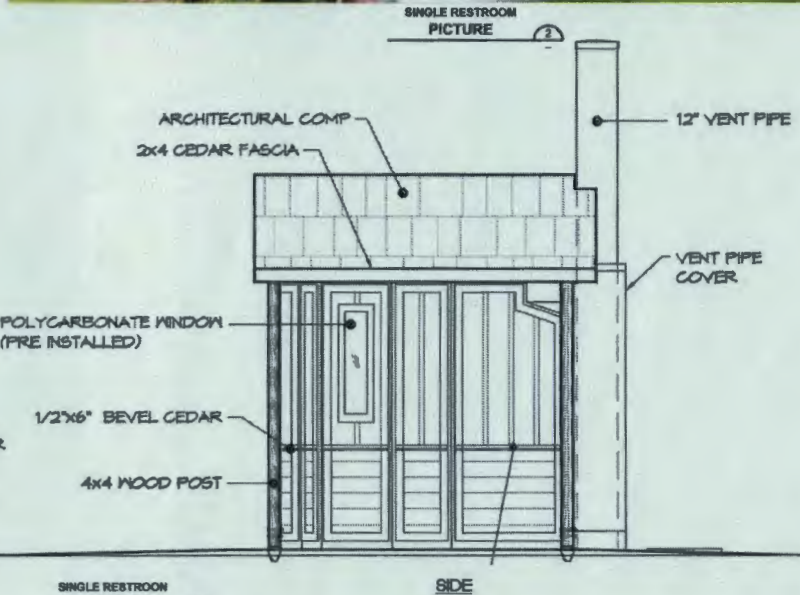 SINGLE RESTROOM
PICTURE
2
ARCHITECTURAL COMP
2x4 CEDAR FASCIA
12" VENT PIPE
VENT PIPE
COVER
POLYCARBONATE WINDOW
(PRE INSTALLED)
1/2"x6" BEVEL CEDAR
R
4x4 WOOD POST
SINGLE RESTROOM
SIDE